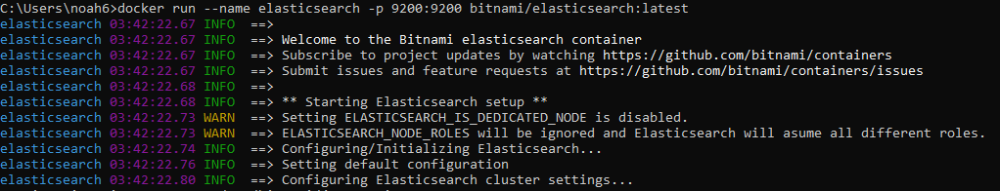 C:\Users\noah6>docker run --name elasticsearch -p 9200:9200 bitnami/elasticsearch:latest
elasticsearch 03:42:22.67 INFO  ==>
elasticsearch 03:42:22.67 INFO  ==> Welcome to the Bitnami elasticsearch container
elasticsearch 03:42:22.67 INFO  ==> Subscribe to project updates by watching https://github.com/bitnami/containers
elasticsearch 03:42:22.67 INFO  ==> Submit issues and feature requests at https://github.com/bitnami/containers/issues
elasticsearch 03:42:22.68 INFO  ==>
elasticsearch 03:42:22.68 INFO  ==> ** Starting Elasticsearch setup **
elasticsearch 03:42:22.73 WARN  ==> Setting ELASTICSEARCH_IS_DEDICATED_NODE is disabled.
elasticsearch 03:42:22.73 WARN  ==> ELASTICSEARCH_NODE_ROLES will be ignored and Elasticsearch will asume all different roles.
elasticsearch 03:42:22.74 INFO  ==> Configuring/Initializing Elasticsearch...
elasticsearch 03:42:22.76 INFO  ==> Setting default configuration
elasticsearch 03:42:22.80 INFO  ==> Configuring Elasticsearch cluster settings...